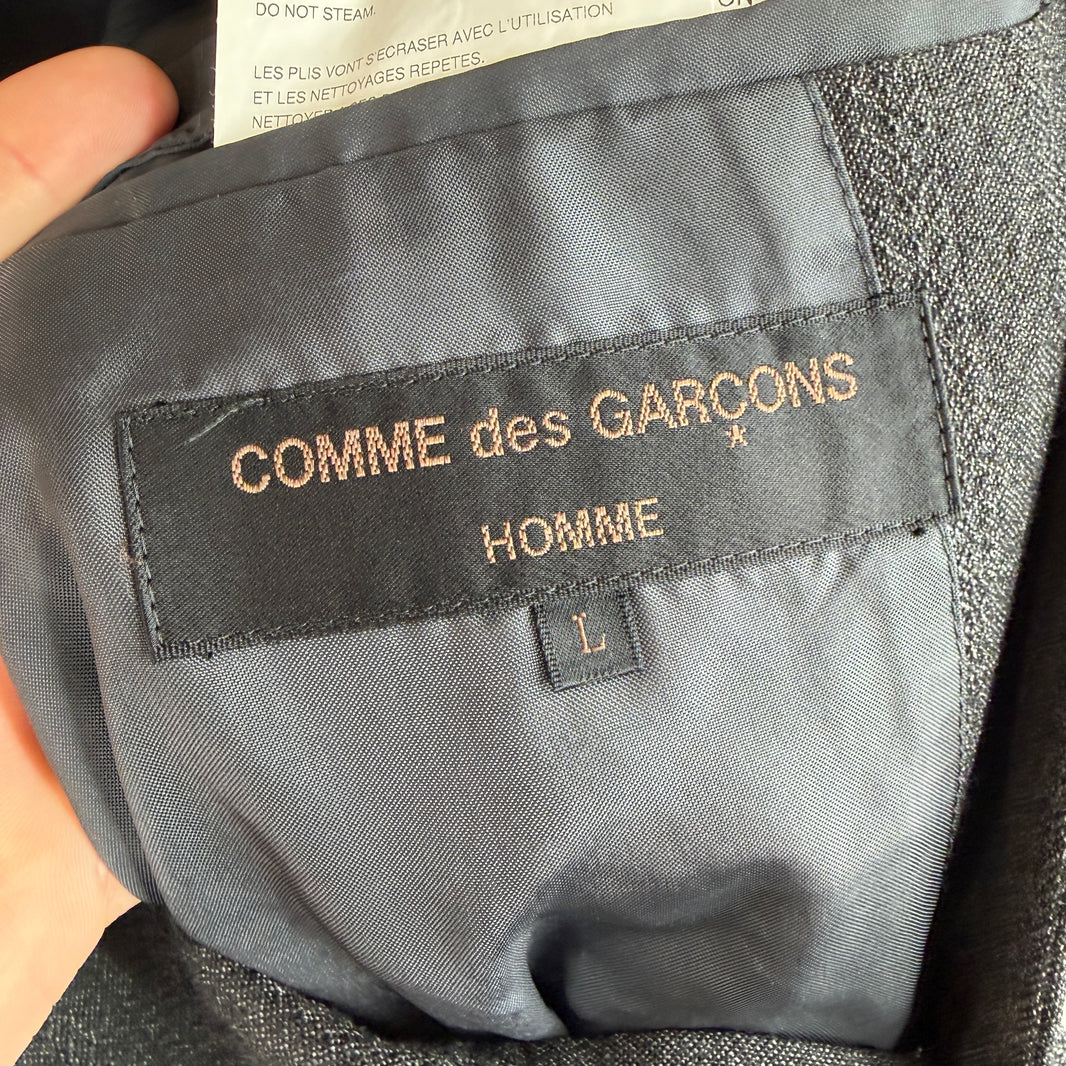 DO NOT STEAM.
LES PLIS VONT S'ECRASER AVEC L'UTILISATION
ET LES NETTOYAGES REPETES.
COMME des GARÇONS
HOMME
L